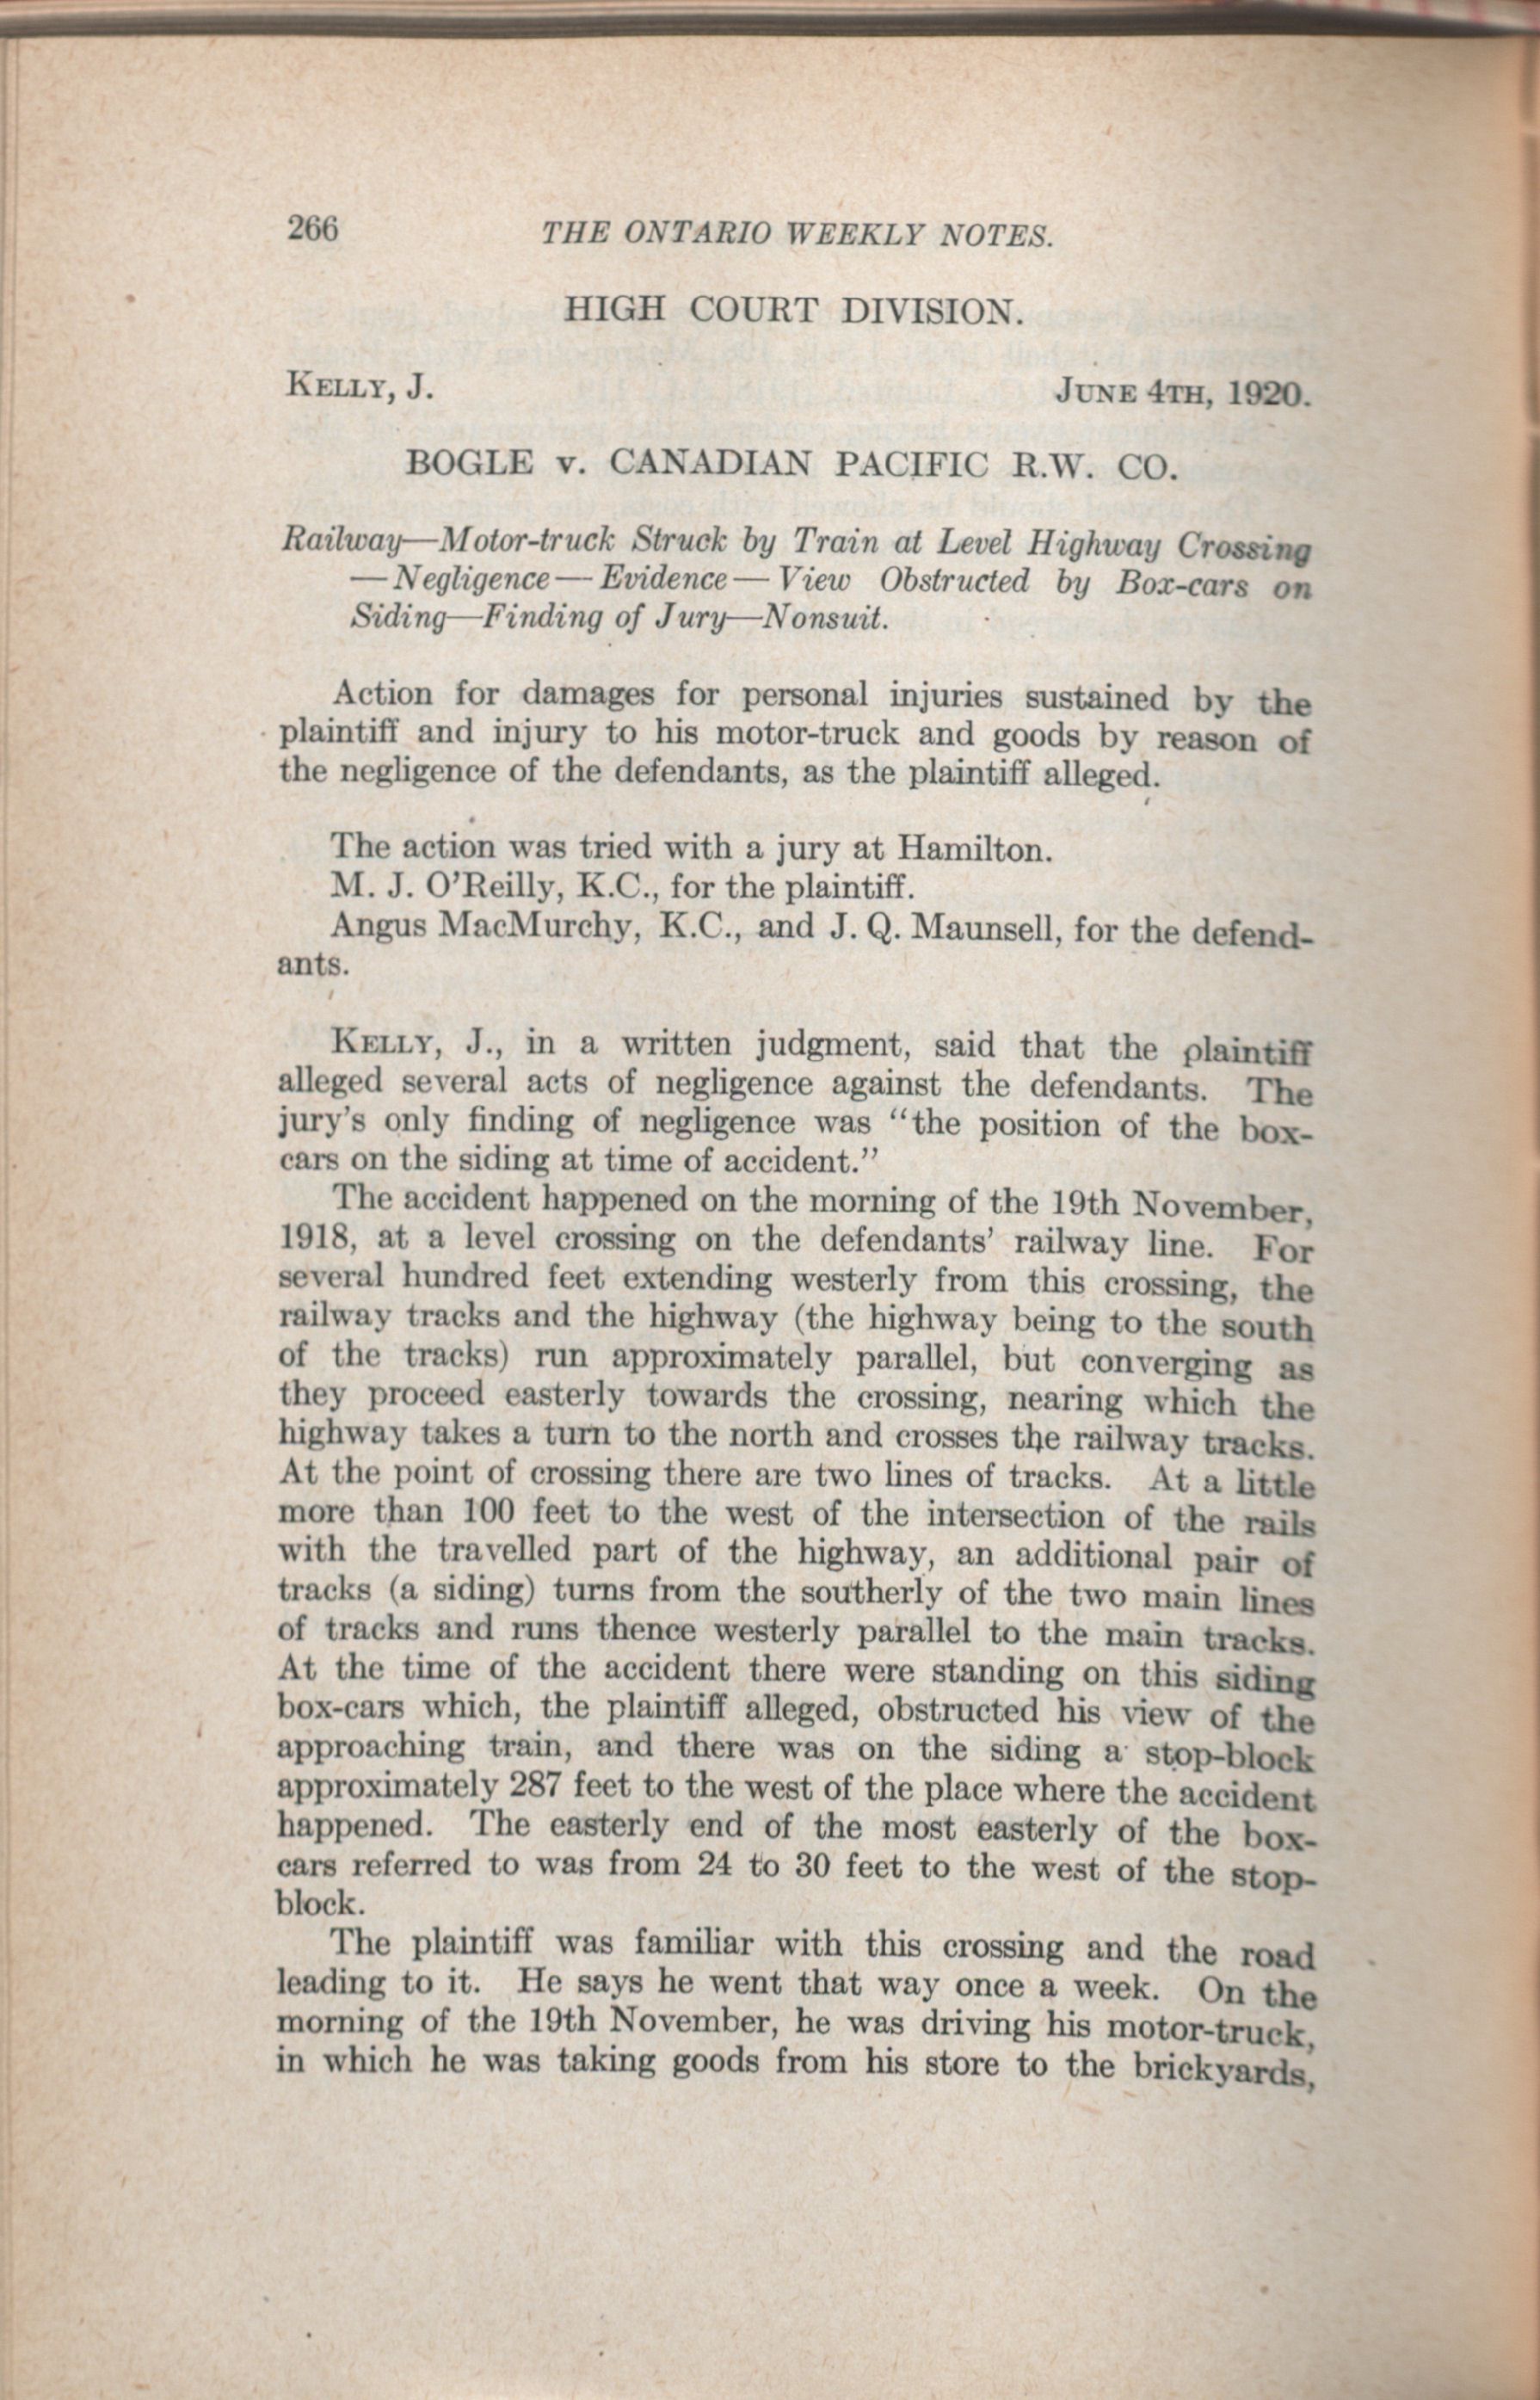 266 THE ONTARIO WEEKLY NOTES.
HIGH COURT DIVISION.
KELLY, J. JUNE 4TH, 1920.
BOGLE v. CANADIAN PACIFIC R.W. CO.
Railway—Motor-truck Struck by Train at Level Highway Crossing
—Negligence—Evidence—View Obstructed by Box-cars on
Siding—Finding of Jury—Nonsuit.
Action for damages for personal injuries sustained by the
plaintiff and injury to his motor-truck and goods by reason of
the negligence of the defendants, as the plaintiff alleged.
The action was tried with a jury at Hamilton.
M. J. O'Reilly, K.C., for the plaintiff.
Angus MacMurchy, K.C., and J. Q. Maunsell, for the defend-
ants.
KELLY, J., in a written judgment, said that the plaintiff
alleged several acts of negligence against the defendants. The
jury's only finding of negligence was "the position of the box-
cars on the siding at time of accident."
The accident happened on the morning of the 19th November,
1918, at a level crossing on the defendants' railway line. For
several hundred feet extending westerly from this crossing, the
railway tracks and the highway (the highway being to the south
of the tracks) run approximately parallel, but converging as
they proceed easterly towards the crossing, nearing which the
highway takes a turn to the north and crosses the railway tracks.
At the point of crossing there are two lines of tracks. At a little
more than 100 feet to the west of the intersection of the rails
with the travelled part of the highway, an additional pair of
tracks (a siding) turns from the southerly of the two main lines
of tracks and runs thence westerly parallel to the main tracks.
At the time of the accident there were standing on this siding
box-cars which, the plaintiff alleged, obstructed his view of the
approaching train, and there was on the siding a stop-block
approximately 287 feet to the west of the place where the accident
happened. The easterly end of the most easterly of the box-
cars referred to was from 24 to 30 feet to the west of the stop-
block.
The plaintiff was familiar with this crossing and the road
leading to it. He says he went that way once a week. On the
morning of the 19th November, he was driving his motor-truck,
in which he was taking goods from his store to the brickyards,